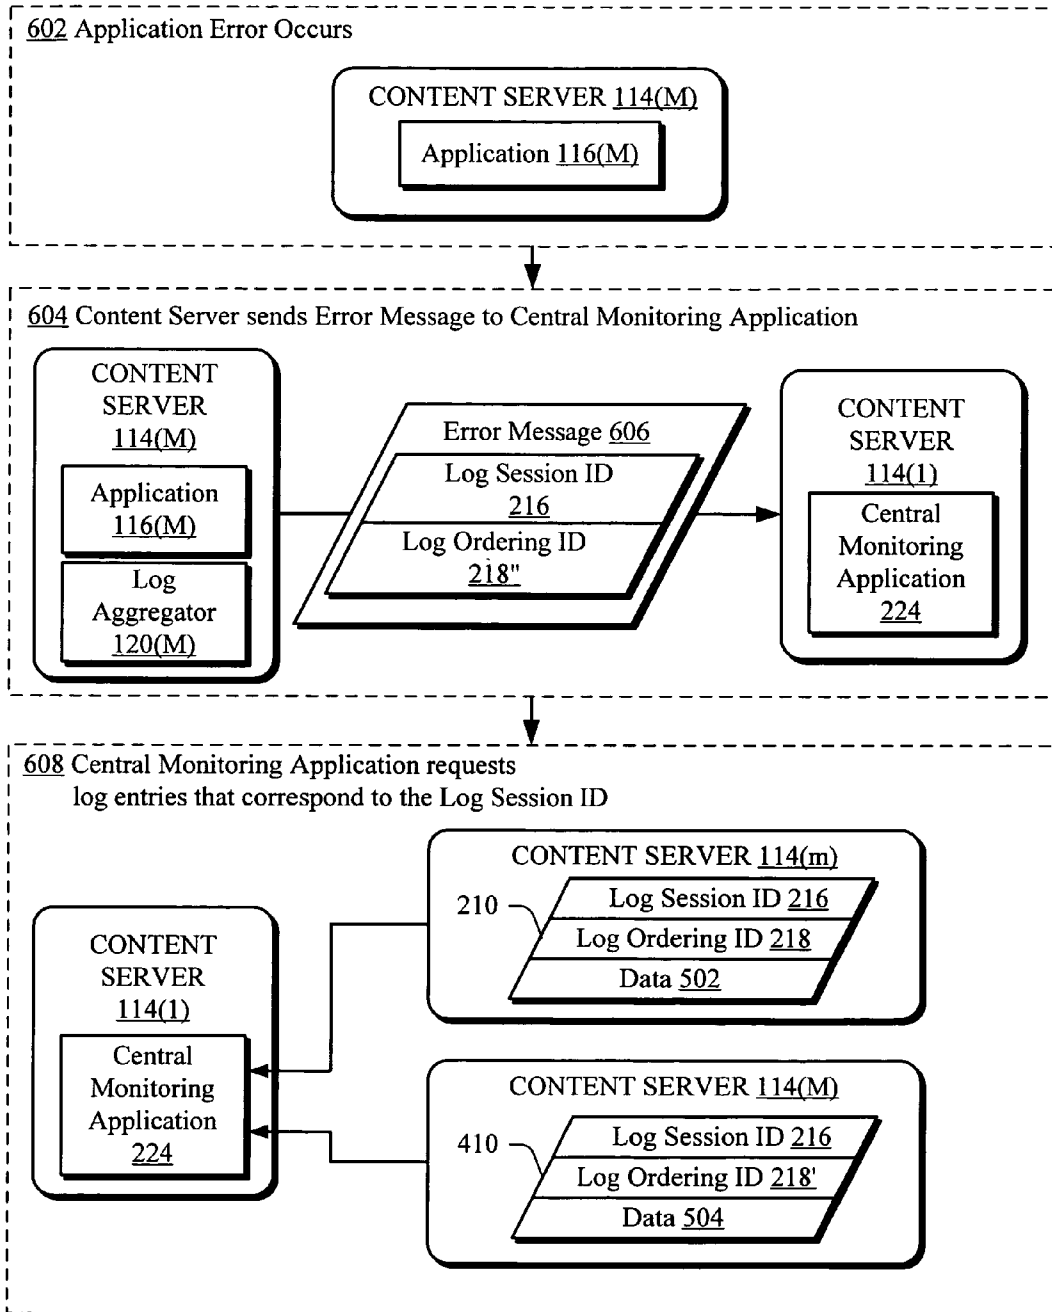 602 Application Error Occurs
CONTENT SERVER 114(M)
Application 116(M)
604 Content Server sends Error Message to Central Monitoring Application
CONTENT
SERVER
114(M)
Application
116(M)
Log
Aggregator
120(M)
Error Message 606
Log Session ID
216
Log Ordering ID
218"
CONTENT
SERVER
114(1)
Central
Monitoring
Application
224
608 Central Monitoring Application requests
log entries that correspond to the Log Session ID
CONTENT
SERVER
114(1)
Central
Monitoring
Application
224
CONTENT SERVER 114(m)
210
Log Session ID 216
Log Ordering ID 218
Data 502
CONTENT SERVER 114(M)
410
Log Session ID 216
Log Ordering ID 218'
Data 504